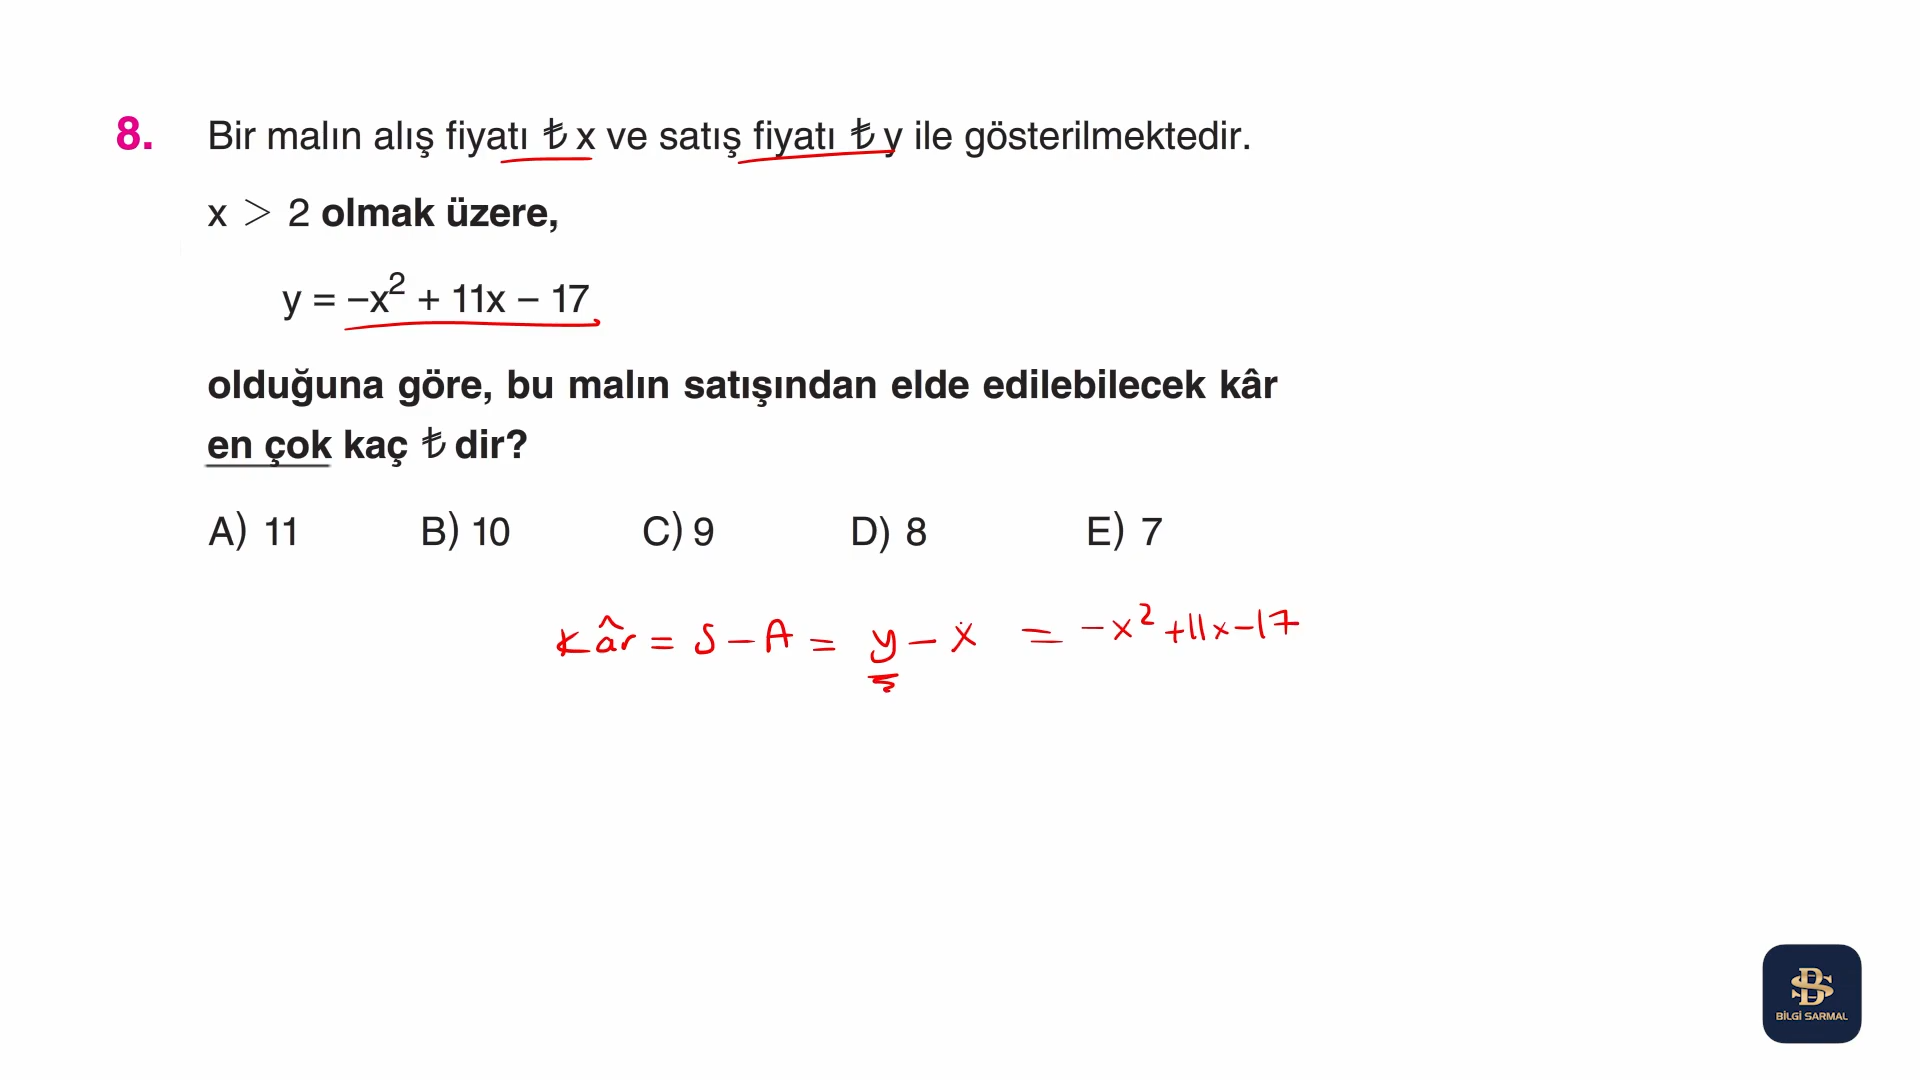 8. Bir malın alış fiyatı ₺ x ve satış fiyatı ₺ y ile gösterilmektedir.
x > 2 olmak üzere,
y = –x² + 11x – 17
olduğuna göre, bu malın satışından elde edilebilecek kâr
en çok kaç ₺ dir?
A) 11 B) 10 C) 9 D) 8 E) 7
kâr = S – A = y – x = –x² + 11x – 17
BİLGİ SARMAL